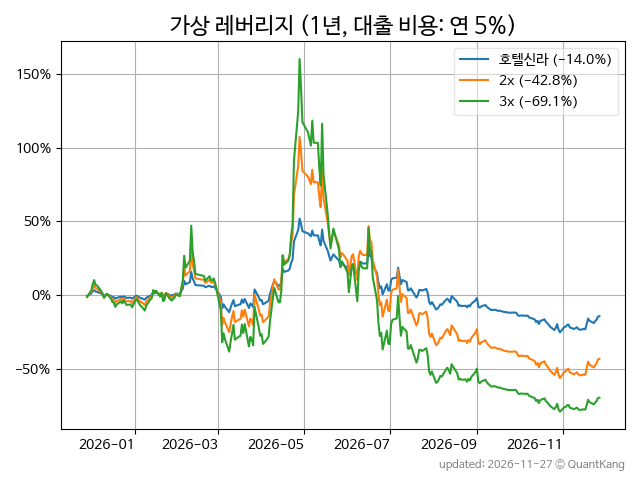 가상 레버리지 (1년, 대출 비용: 연 5%)
호텔신라 (−14.0%)
2x (−42.8%)
3x (−69.1%)
150%
100%
50%
0%
−50%
2026-01 2026-03 2026-05 2026-07 2026-09 2026-11
updated: 2026-11-27 © QuantKang